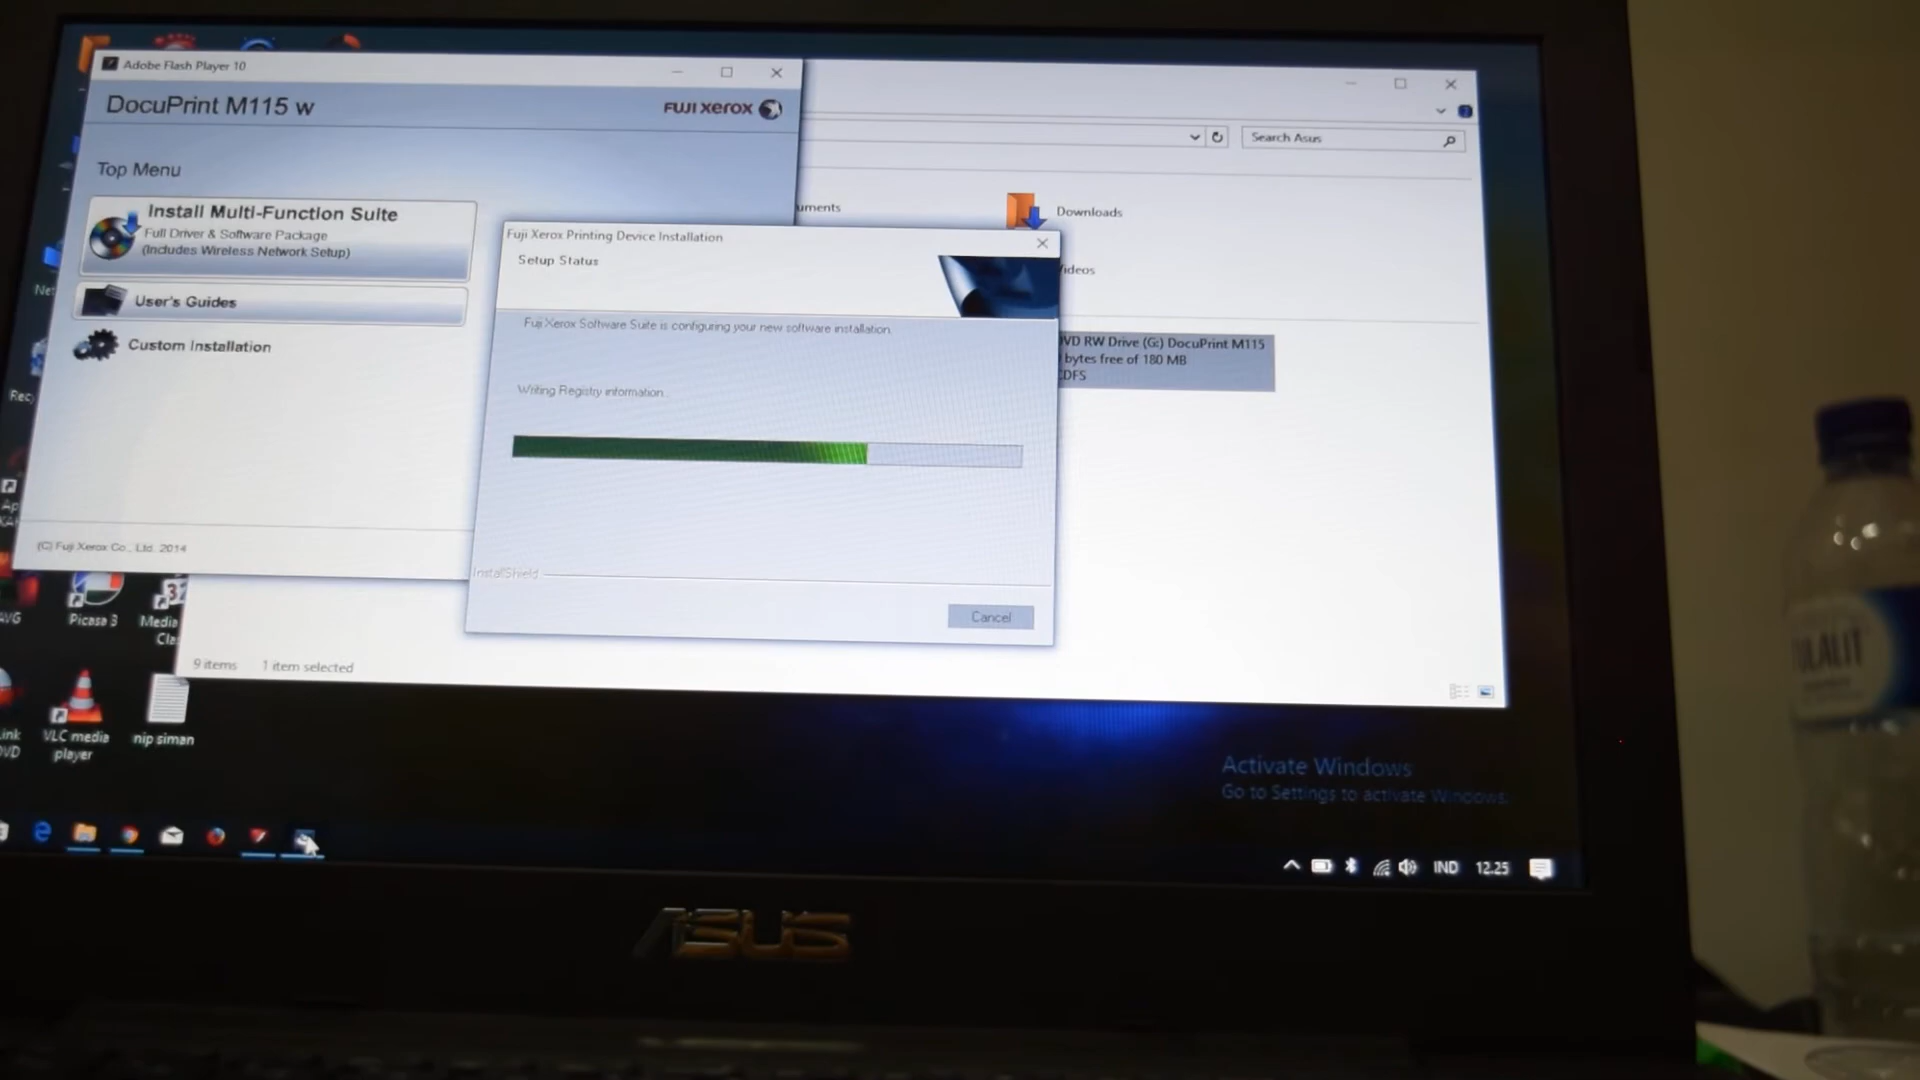 Adobe Flash Player 10
DocuPrint M115 w
FUJI xerox
Top Menu
Install Multi-Function Suite
Full Driver & Software Package
(Includes Wireless Network Setup)
User's Guides
Custom Installation
(C) Fuji Xerox Co., Ltd. 2014
Search Asus
uments
Downloads
ideos
VD RW Drive (G:) DocuPrint M115
bytes free of 180 MB
CDFS
Fuji Xerox Printing Device Installation
Setup Status
Fuji Xerox Software Suite is configuring your new software installation.
Writing Registry information...
InstallShield
Cancel
9 items
1 item selected
Net
Rec
AVG
Picasa 3
Media
Cla
VLC media
player
nip siman
Activate Windows
Go to Settings to activate Windows.
IND
12.25
ASUS